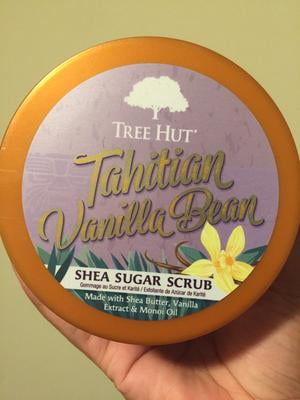 TREE HUT®
Tahitian
Vanilla Bean
SHEA SUGAR SCRUB
Gommage au Sucre et Karité / Exfoliante de Azúcar de Karité
Made with Shea Butter, Vanilla
Extract & Monoi Oil